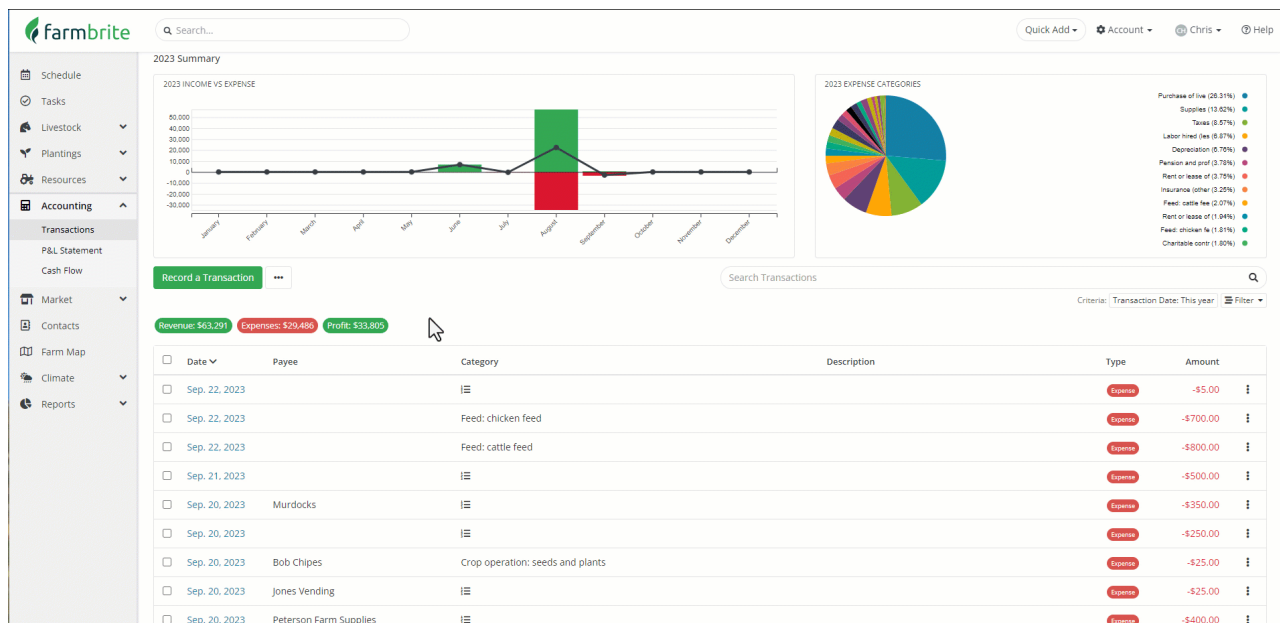 farmbrite
Search...
Quick Add
Account
CH
Chris
Help
Schedule
Tasks
Livestock
Plantings
Resources
Accounting
Transactions
P&L Statement
Cash Flow
Market
Contacts
Farm Map
Climate
Reports
2023 Summary
2023 INCOME VS EXPENSE
50,000
40,000
30,000
20,000
10,000
0
-10,000
-20,000
-30,000
January
February
March
April
May
June
July
August
September
October
November
December
2023 EXPENSE CATEGORIES
Purchase of live (26.31%)
Supplies (13.62%)
Taxes (8.57%)
Labor hired (les (6.87%)
Depreciation (6.76%)
Pension and prof (3.78%)
Rent or lease of (3.76%)
Insurance (other (3.26%)
Feed: cattle fee (2.07%)
Rent or lease of (1.94%)
Feed: chicken fe (1.81%)
Charitable contr (1.80%)
Record a Transaction
Search Transactions
Criteria: Transaction Date: This year Filter
Revenue: $63,291 Expenses: $29,486 Profit: $33,805
Date Payee Category Description Type Amount
Sep. 22, 2023 Expense -$5.00
Sep. 22, 2023 Feed: chicken feed Expense -$700.00
Sep. 22, 2023 Feed: cattle feed Expense -$800.00
Sep. 21, 2023 Expense -$500.00
Sep. 20, 2023 Murdocks Expense -$350.00
Sep. 20, 2023 Expense -$250.00
Sep. 20, 2023 Bob Chipes Crop operation: seeds and plants Expense -$25.00
Sep. 20, 2023 Jones Vending Expense -$25.00
Sep. 20, 2023 Peterson Farm Supplies Expense -$400.00